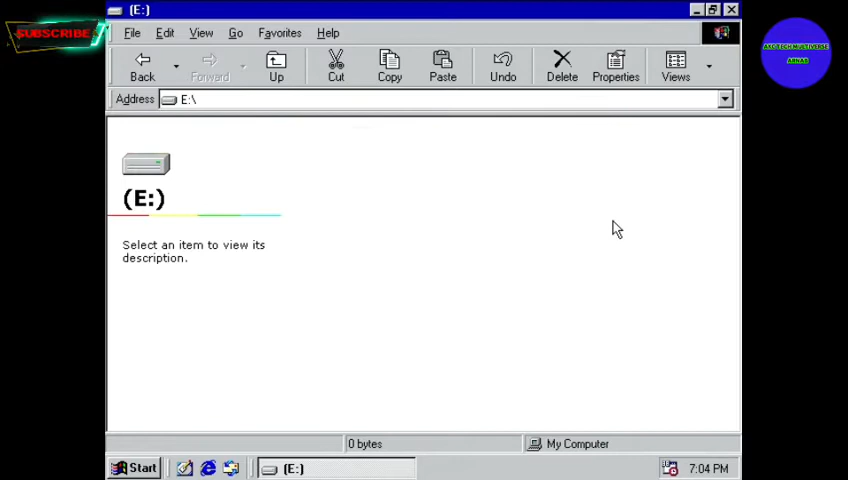 (E:)
SUBSCRIBE
File Edit View Go Favorites Help
Back Forward Up Cut Copy Paste Undo Delete Properties Views
Address E:\
(E:)
Select an item to view its
description.
0 bytes My Computer
Start (E:) 7:04 PM
ARNAB